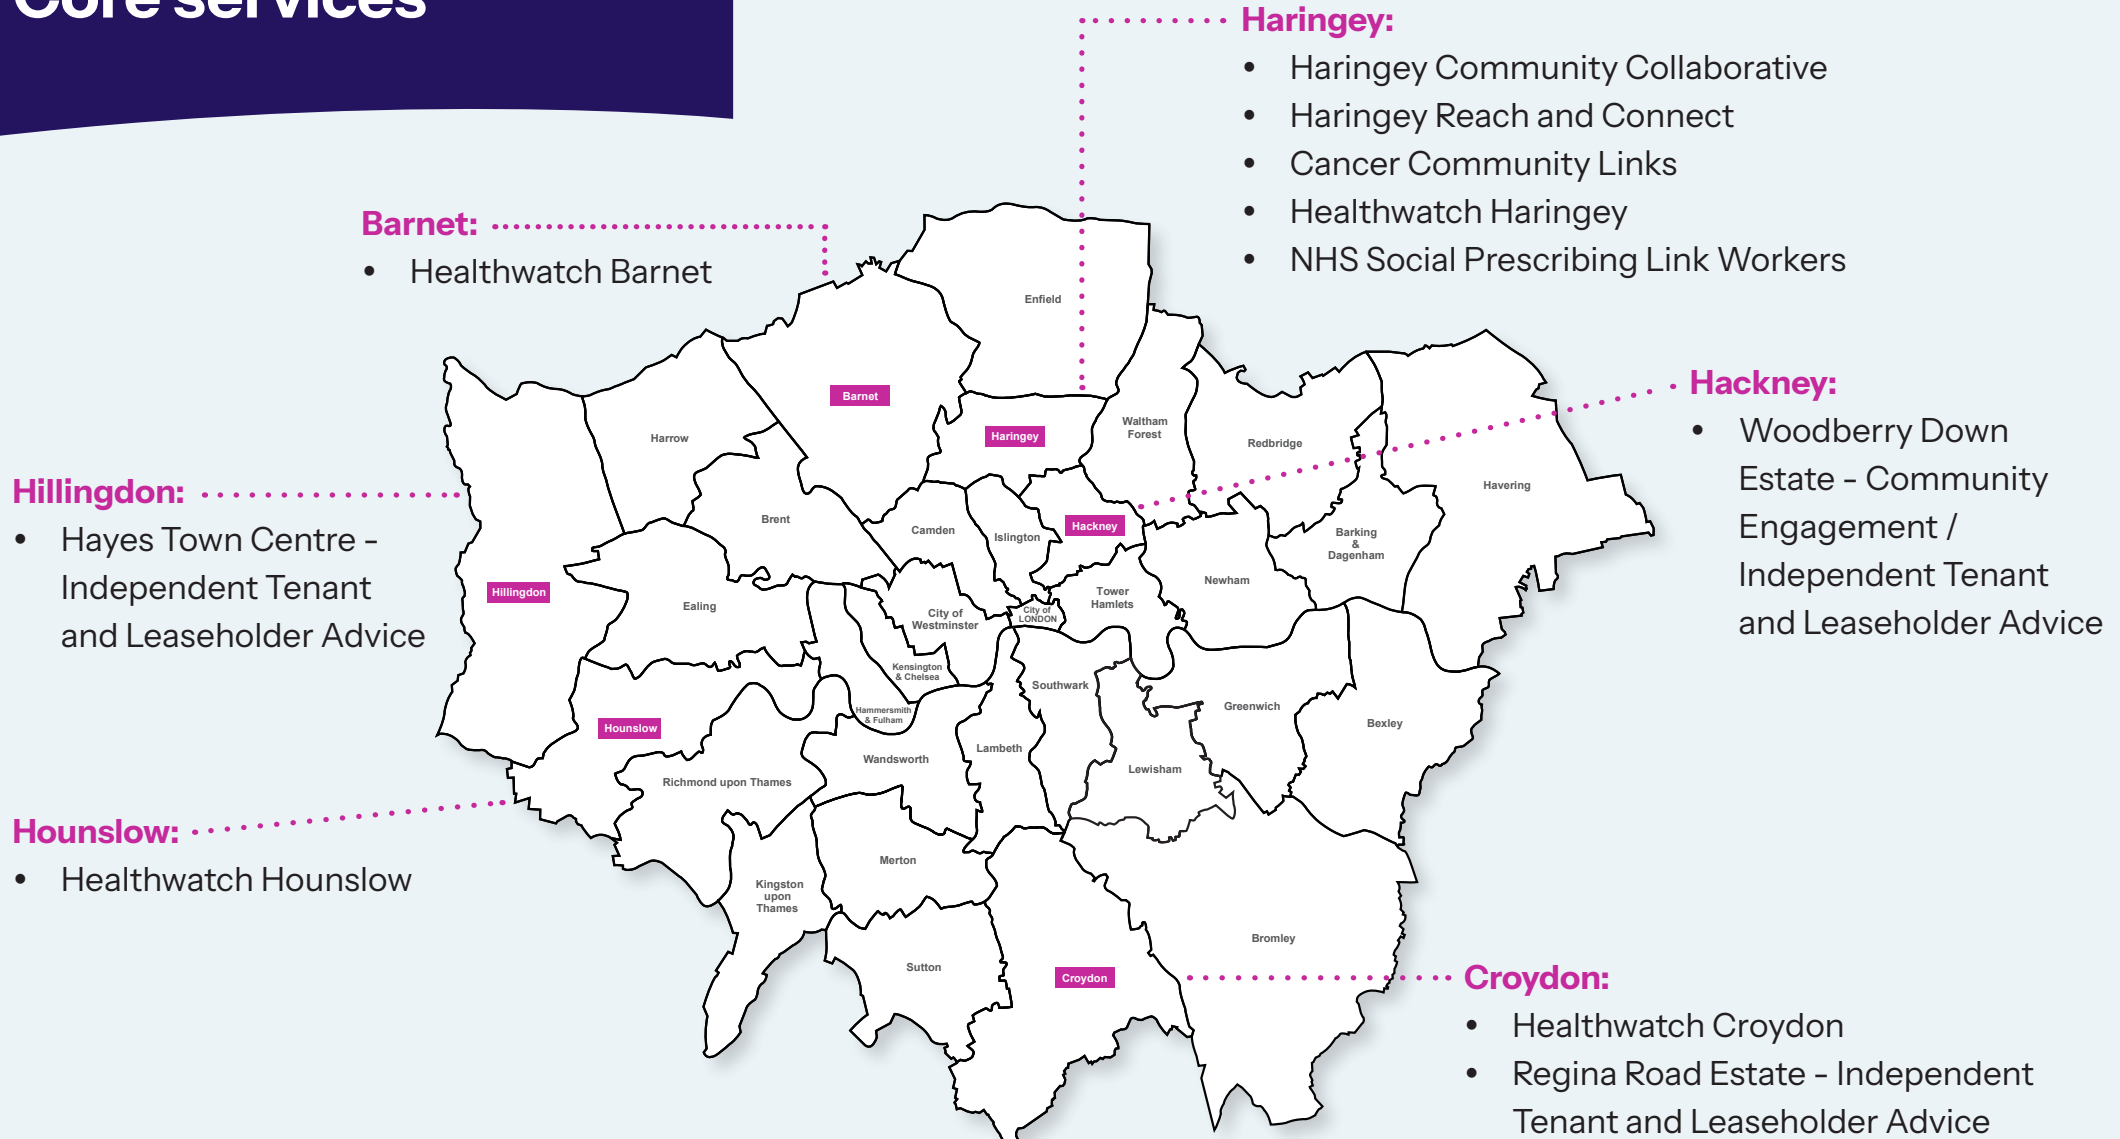 Core services
Haringey:
• Haringey Community Collaborative
• Haringey Reach and Connect
• Cancer Community Links
• Healthwatch Haringey
• NHS Social Prescribing Link Workers
Barnet:
• Healthwatch Barnet
Hackney:
• Woodberry Down
Estate - Community
Engagement /
Independent Tenant
and Leaseholder Advice
Hillingdon:
• Hayes Town Centre -
Independent Tenant
and Leaseholder Advice
Hounslow:
• Healthwatch Hounslow
Croydon:
• Healthwatch Croydon
• Regina Road Estate - Independent
Tenant and Leaseholder Advice
Enfield
Barnet
Haringey
Waltham
Forest
Harrow
Redbridge
Havering
Brent
Camden
Islington
Hackney
Barking
&
Dagenham
Hillingdon
Ealing
City of
Westminster
City of
LONDON
Tower
Hamlets
Newham
Kensington
& Chelsea
Hammersmith
& Fulham
Southwark
Greenwich
Bexley
Hounslow
Richmond upon Thames
Wandsworth
Lambeth
Lewisham
Merton
Kingston
upon
Thames
Sutton
Croydon
Bromley